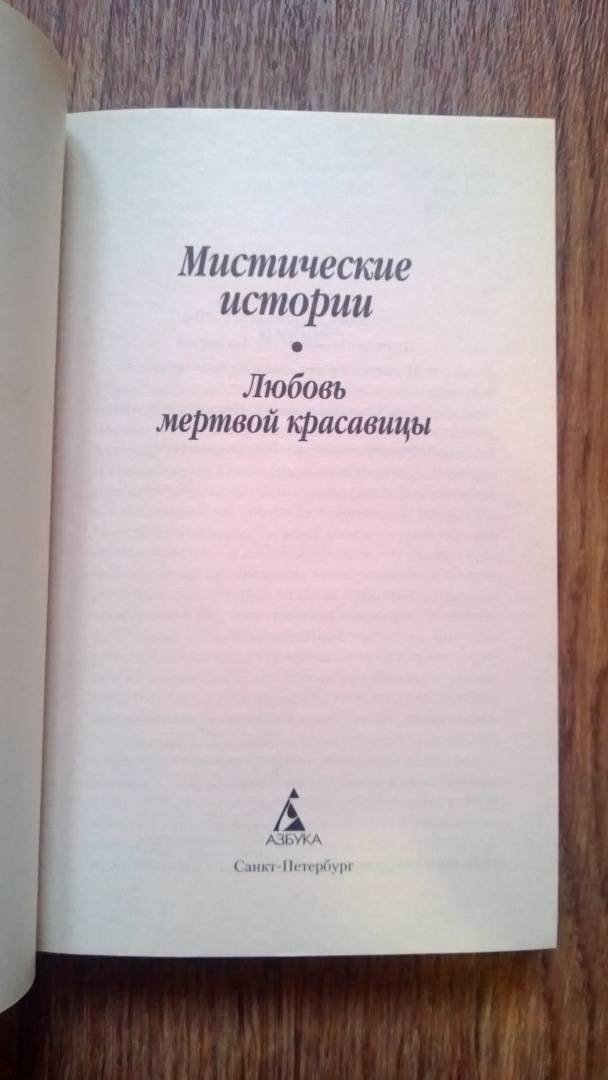 Мистические
истории
•
Любовь
мертвой красавицы
АЗБУКА
Санкт-Петербург